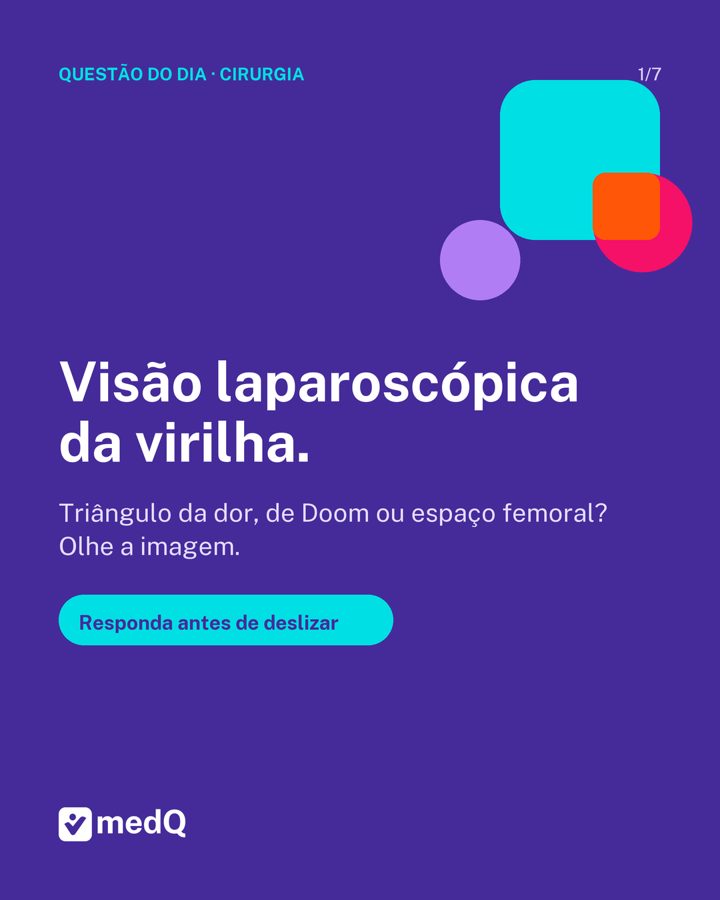 QUESTÃO DO DIA · CIRURGIA
1/7
Visão laparoscópica
da virilha.
Triângulo da dor, de Doom ou espaço femoral?
Olhe a imagem.
Responda antes de deslizar
medQ